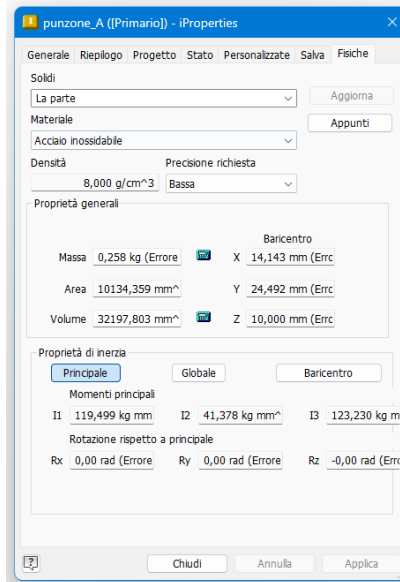 punzone_A ([Primario]) - iProperties
Generale Riepilogo Progetto Stato Personalizzate Salva Fisiche
Solidi
La parte Aggiorna
Materiale Appunti
Acciaio inossidabile
Densità Precisione richiesta
8,000 g/cm^3 Bassa
Proprietà generali
Baricentro
Massa 0,258 kg (Errore X 14,143 mm (Errc
Area 10134,359 mm^ Y 24,492 mm (Errc
Volume 32197,803 mm^ Z 10,000 mm (Errc
Proprietà di inerzia
Principale Globale Baricentro
Momenti principali
I1 119,499 kg mm I2 41,378 kg mm^ I3 123,230 kg m
Rotazione rispetto a principale
Rx 0,00 rad (Errore Ry 0,00 rad (Errore Rz -0,00 rad (Erro
? Chiudi Annulla Applica